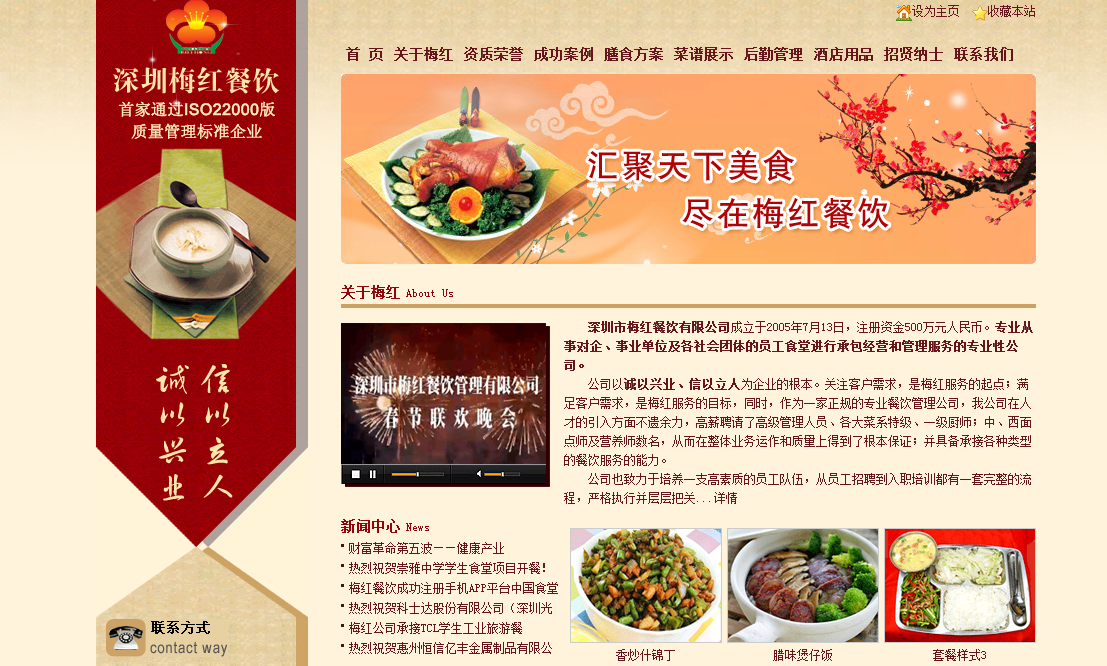 设为主页 收藏本站
深圳梅红餐饮
首家通过ISO22000版
质量管理标准企业
诚以兴业
信以立人
联系方式
contact way
首 页 关于梅红 资质荣誉 成功案例 膳食方案 菜谱展示 后勤管理 酒店用品 招贤纳士 联系我们
汇聚天下美食
尽在梅红餐饮
关于梅红 About Us
深圳市梅红餐饮管理有限公司
春节联欢晚会
深圳市梅红餐饮有限公司成立于2005年7月13日，注册资金500万元人民币。专业从
事对企、事业单位及各社会团体的员工食堂进行承包经营和管理服务的专业性公
司。
公司以诚以兴业、信以立人为企业的根本。关注客户需求，是梅红服务的起点；满
足客户需求，是梅红服务的目标，同时，作为一家正规的专业餐饮管理公司，我公司在人
才的引入方面不遗余力，高薪聘请了高级管理人员、各大菜系特级、一级厨师；中、西面
点师及营养师数名，从而在整体业务运作和质量上得到了根本保证；并具备承接各种类型
的餐饮服务的能力。
公司也致力于培养一支高素质的员工队伍，从员工招聘到入职培训都有一套完整的流
程，严格执行并层层把关...详情
新闻中心 News
财富革命第五波——健康产业
热烈祝贺崇雅中学学生食堂项目开餐！
梅红餐饮成功注册手机APP平台中国食堂
热烈祝贺科士达股份有限公司（深圳光
梅红公司承接TCL学生工业旅游餐
热烈祝贺惠州恒信亿丰金属制品有限公
香炒什锦丁
腊味煲仔饭
套餐样式3